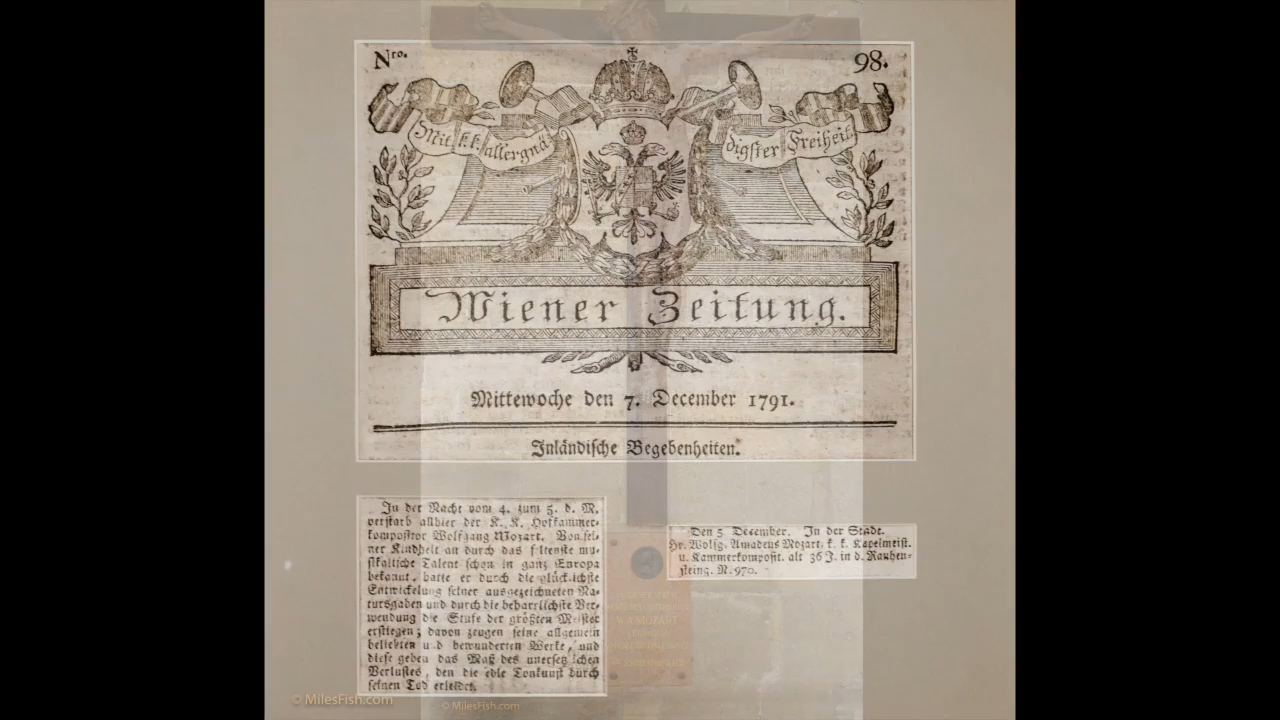 Nro.
98.
Mit k.k. allergnä-
digster Freiheit
Wiener Zeitung.
Mittewoche den 7. December 1791.
Inländische Begebenheiten.
In der Nacht vom 4. zum 5. d. M.
verstarb allhier der K. K. Hofkammer-
kompositor Wolfgang Mozart. Von sei-
ner Kindheit an durch das seltenste mu-
sikalische Talent schon in ganz Europa
bekannt, hatte er durch die glücklichste
Entwickelung seiner ausgezeichneten Na-
tursgaben und durch die beharrlichste Ver-
wendung die Stufe der größten Meister
erstiegen; davon zeugen seine allgemein
beliebten und bewunderten Werke, und
diese geben das Maß des unersetzlichen
Verlustes, den die edle Tonkunst durch
seinen Tod erleidet.
Den 5 December. In der Stadt.
Hr. Wolfg. Amadeus Mozart, k. k. Kapelmeist.
u. Kammerkomposit. alt 36 J. in d. Rauhen-
steing. N. 970.
W.A. MOZART
© MilesFish.com
© MilesFish.com